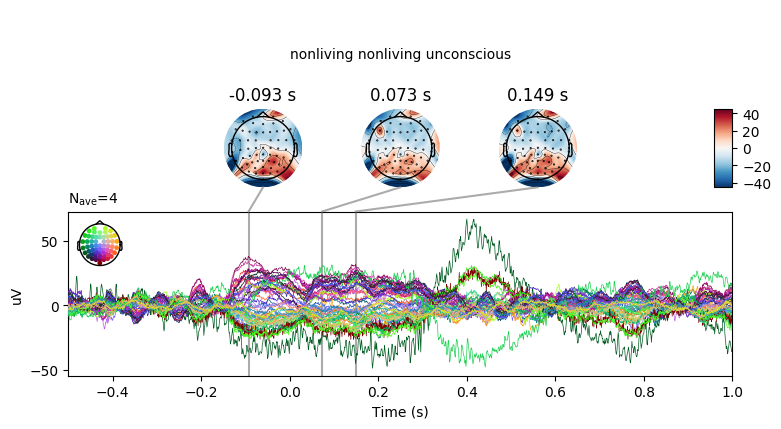 nonliving nonliving unconscious
-0.093 s 0.073 s 0.149 s
40
20
0
−20
−40
Nave=4
50
0
−50
uV
−0.4 −0.2 0.0 0.2 0.4 0.6 0.8 1.0
Time (s)